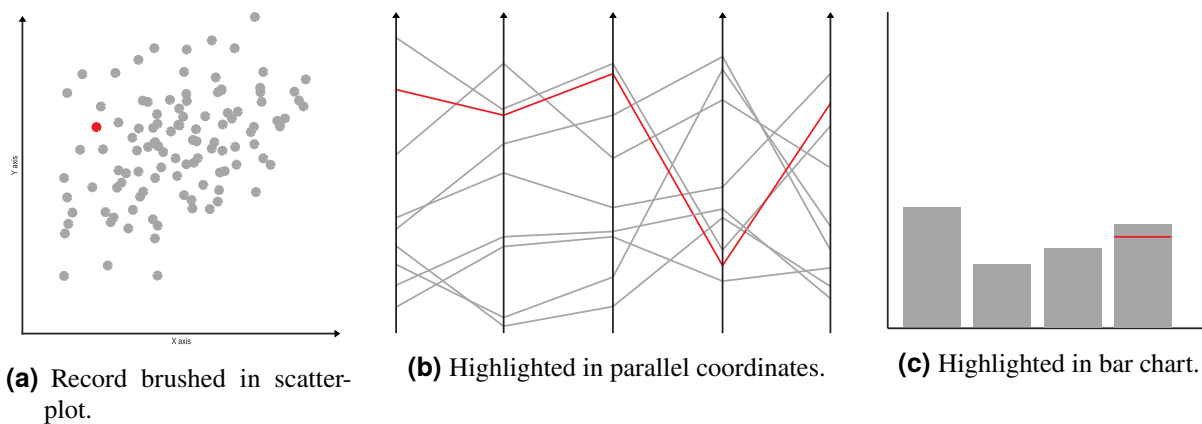 Y axis
X axis
(a) Record brushed in scatter-
plot.
(b) Highlighted in parallel coordinates.
(c) Highlighted in bar chart.